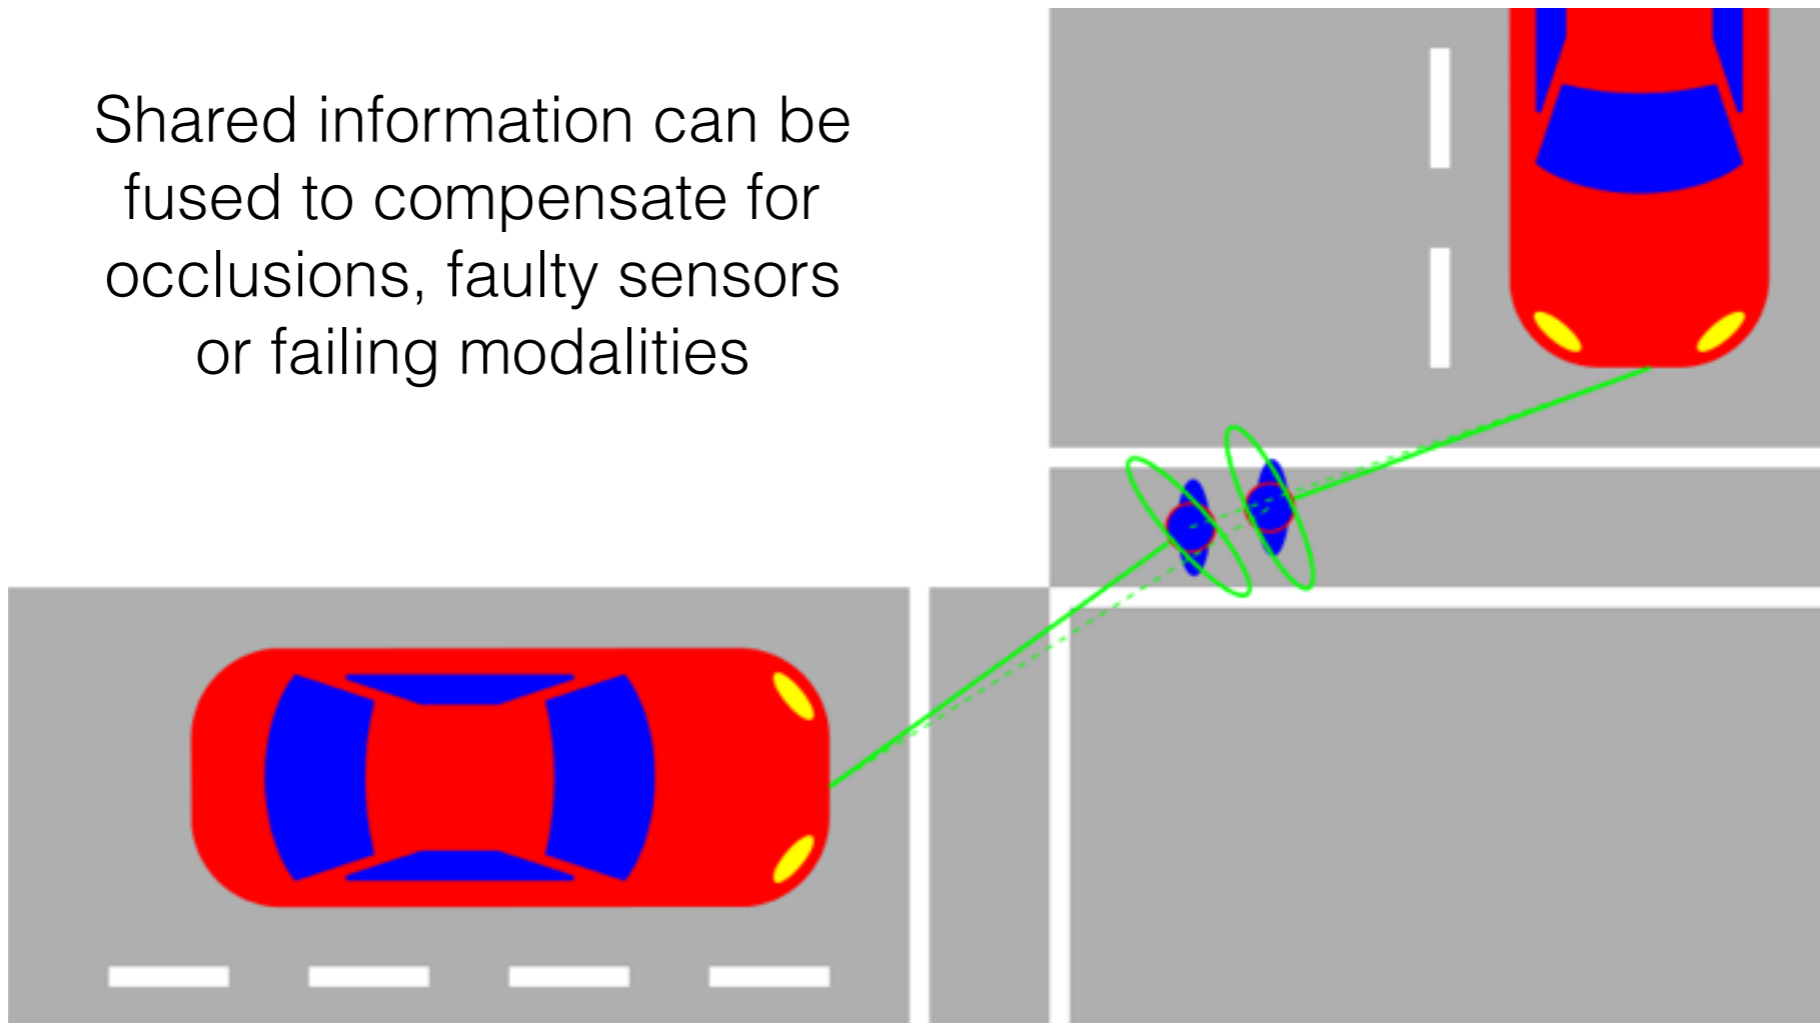 Shared information can be
fused to compensate for
occlusions, faulty sensors
or failing modalities